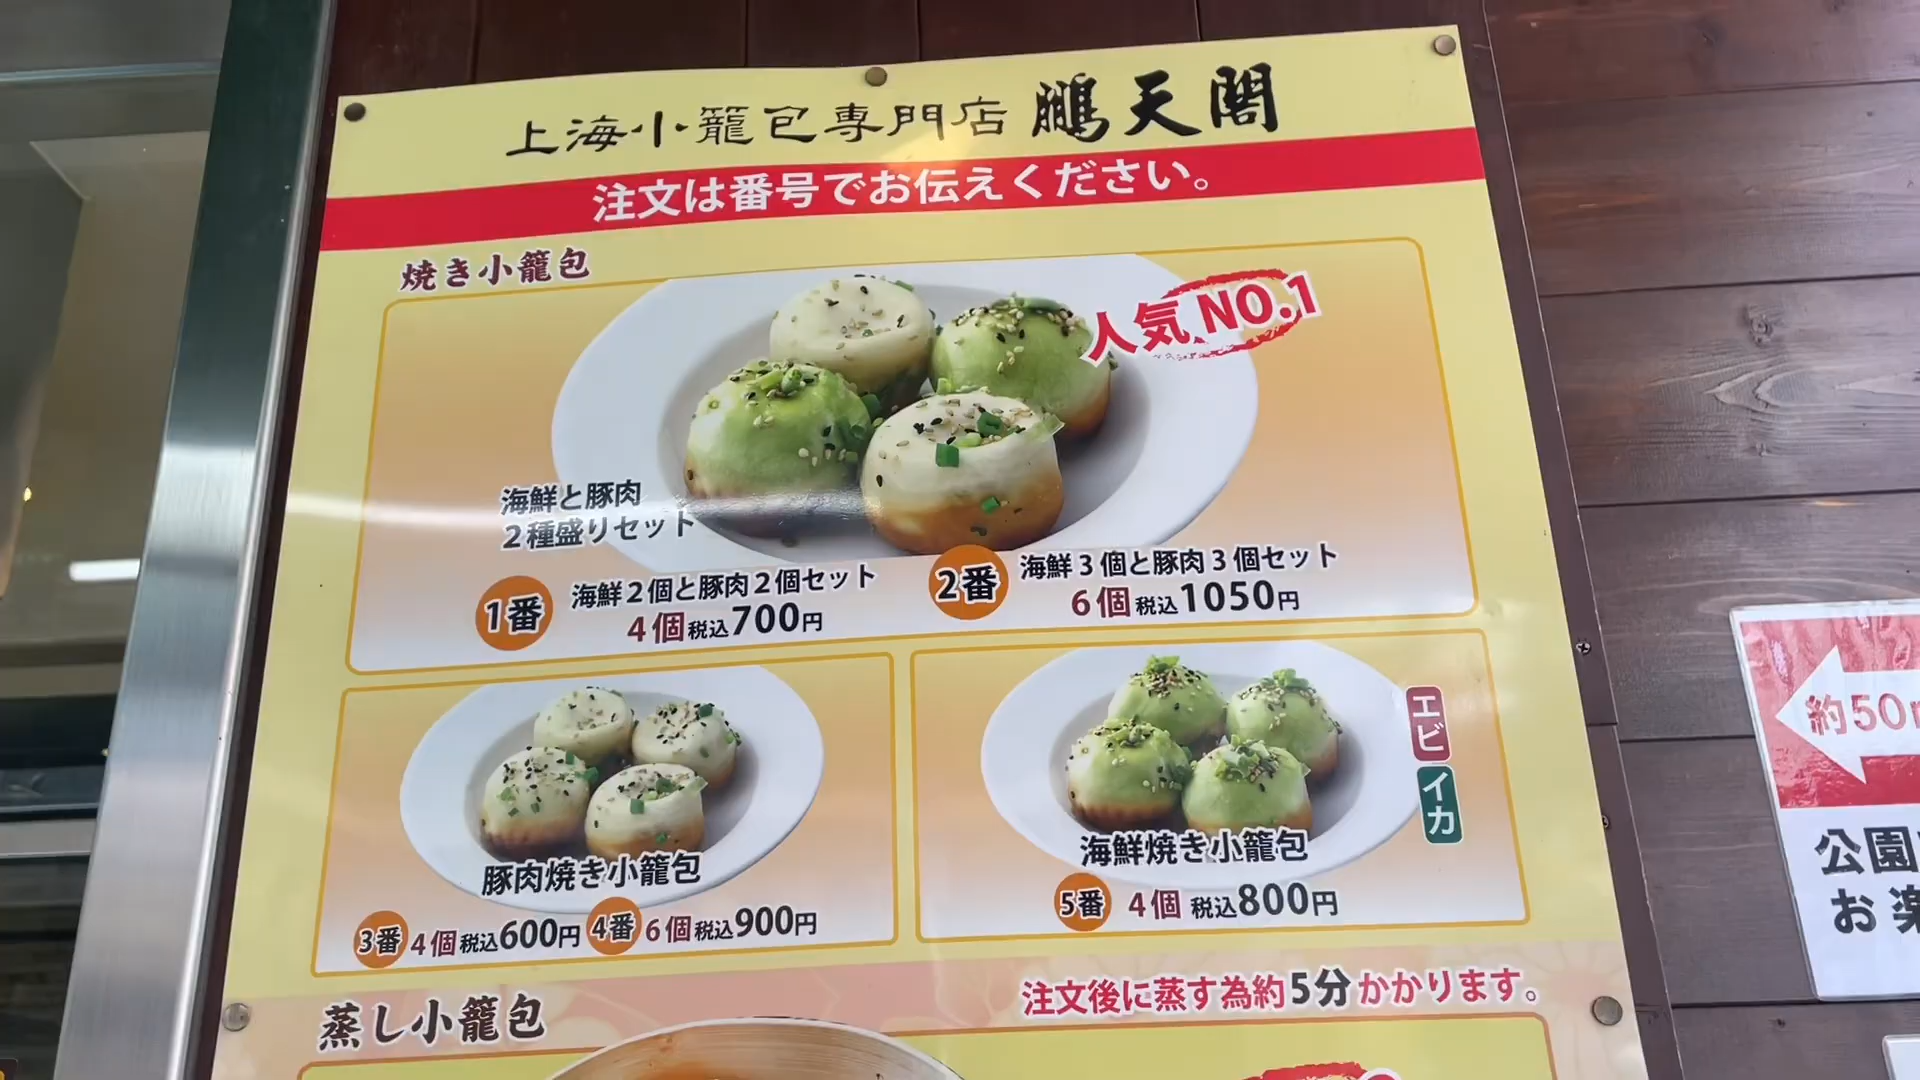 上海小籠包専門店 鵬天閣
注文は番号でお伝えください。
焼き小籠包
人気 NO.1
海鮮と豚肉
２種盛りセット
1番 海鮮２個と豚肉２個セット
４個税込700円
2番 海鮮３個と豚肉３個セット
６個税込1050円
豚肉焼き小籠包
3番 ４個税込600円 4番 ６個税込900円
エビ
イカ
海鮮焼き小籠包
5番 ４個 税込800円
蒸し小籠包
注文後に蒸す為約5分かかります。
約50m
公園
お楽